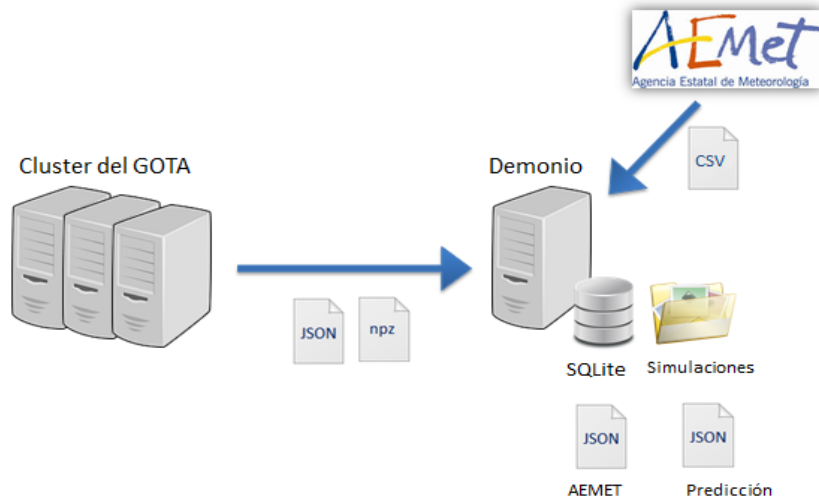 AEMet
Agencia Estatal de Meteorología
CSV
Cluster del GOTA
Demonio
JSON
npz
SQLite
Simulaciones
JSON
JSON
AEMET
Predicción